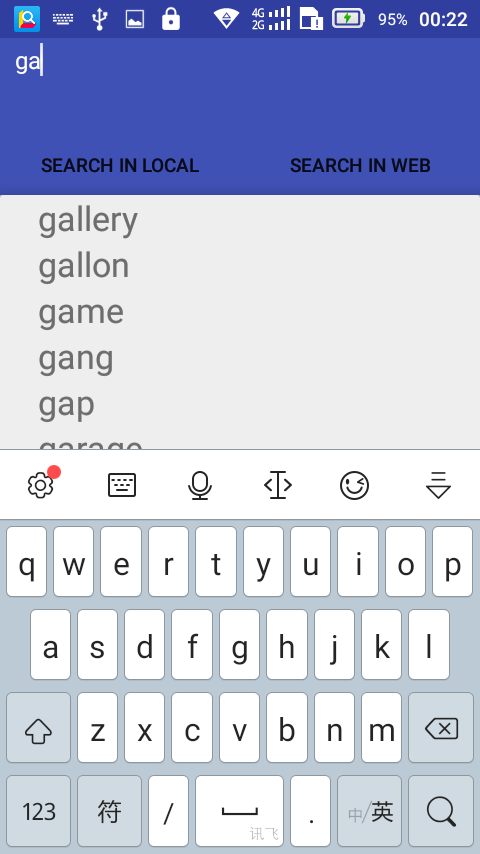 4G 2G 95% 00:22
ga
SEARCH IN LOCAL SEARCH IN WEB
gallery
gallon
game
gang
gap
garage
q w e r t y u i o p
a s d f g h j k l
z x c v b n m
123 符 / 讯飞 . 中/英